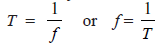 T = 1/f or f = 1/T